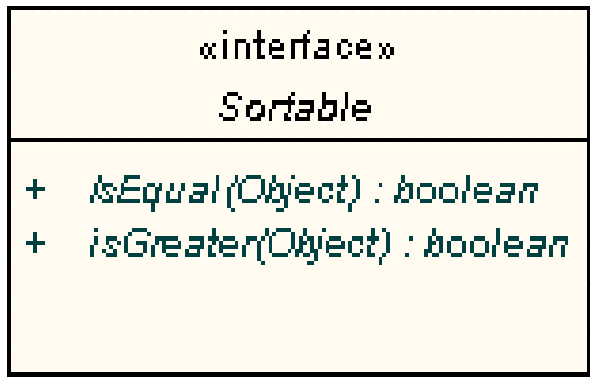 «interface»
Sortable
+ IsEqual(Object) : boolean
+ isGreater(Object) : boolean